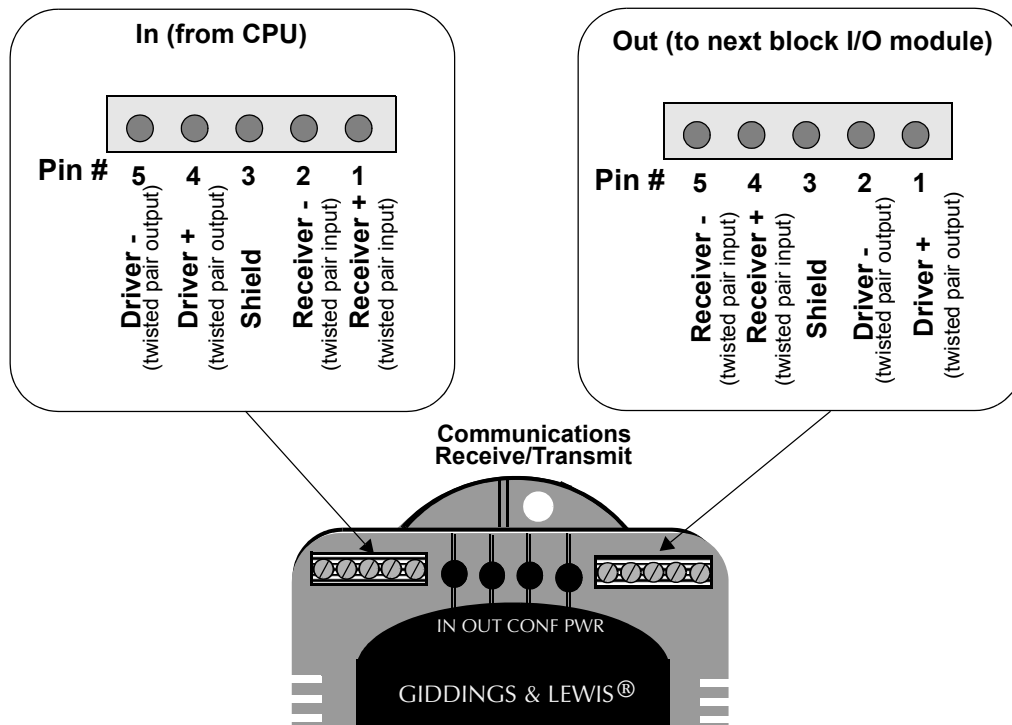 In (from CPU)
Pin # 5 4 3 2 1
Driver -
(twisted pair output)
Driver +
(twisted pair output)
Shield
Receiver -
(twisted pair input)
Receiver +
(twisted pair input)
Out (to next block I/O module)
Pin # 5 4 3 2 1
Receiver -
(twisted pair input)
Receiver +
(twisted pair input)
Shield
Driver -
(twisted pair output)
Driver +
(twisted pair output)
Communications
Receive/Transmit
IN OUT CONF PWR
GIDDINGS & LEWIS®